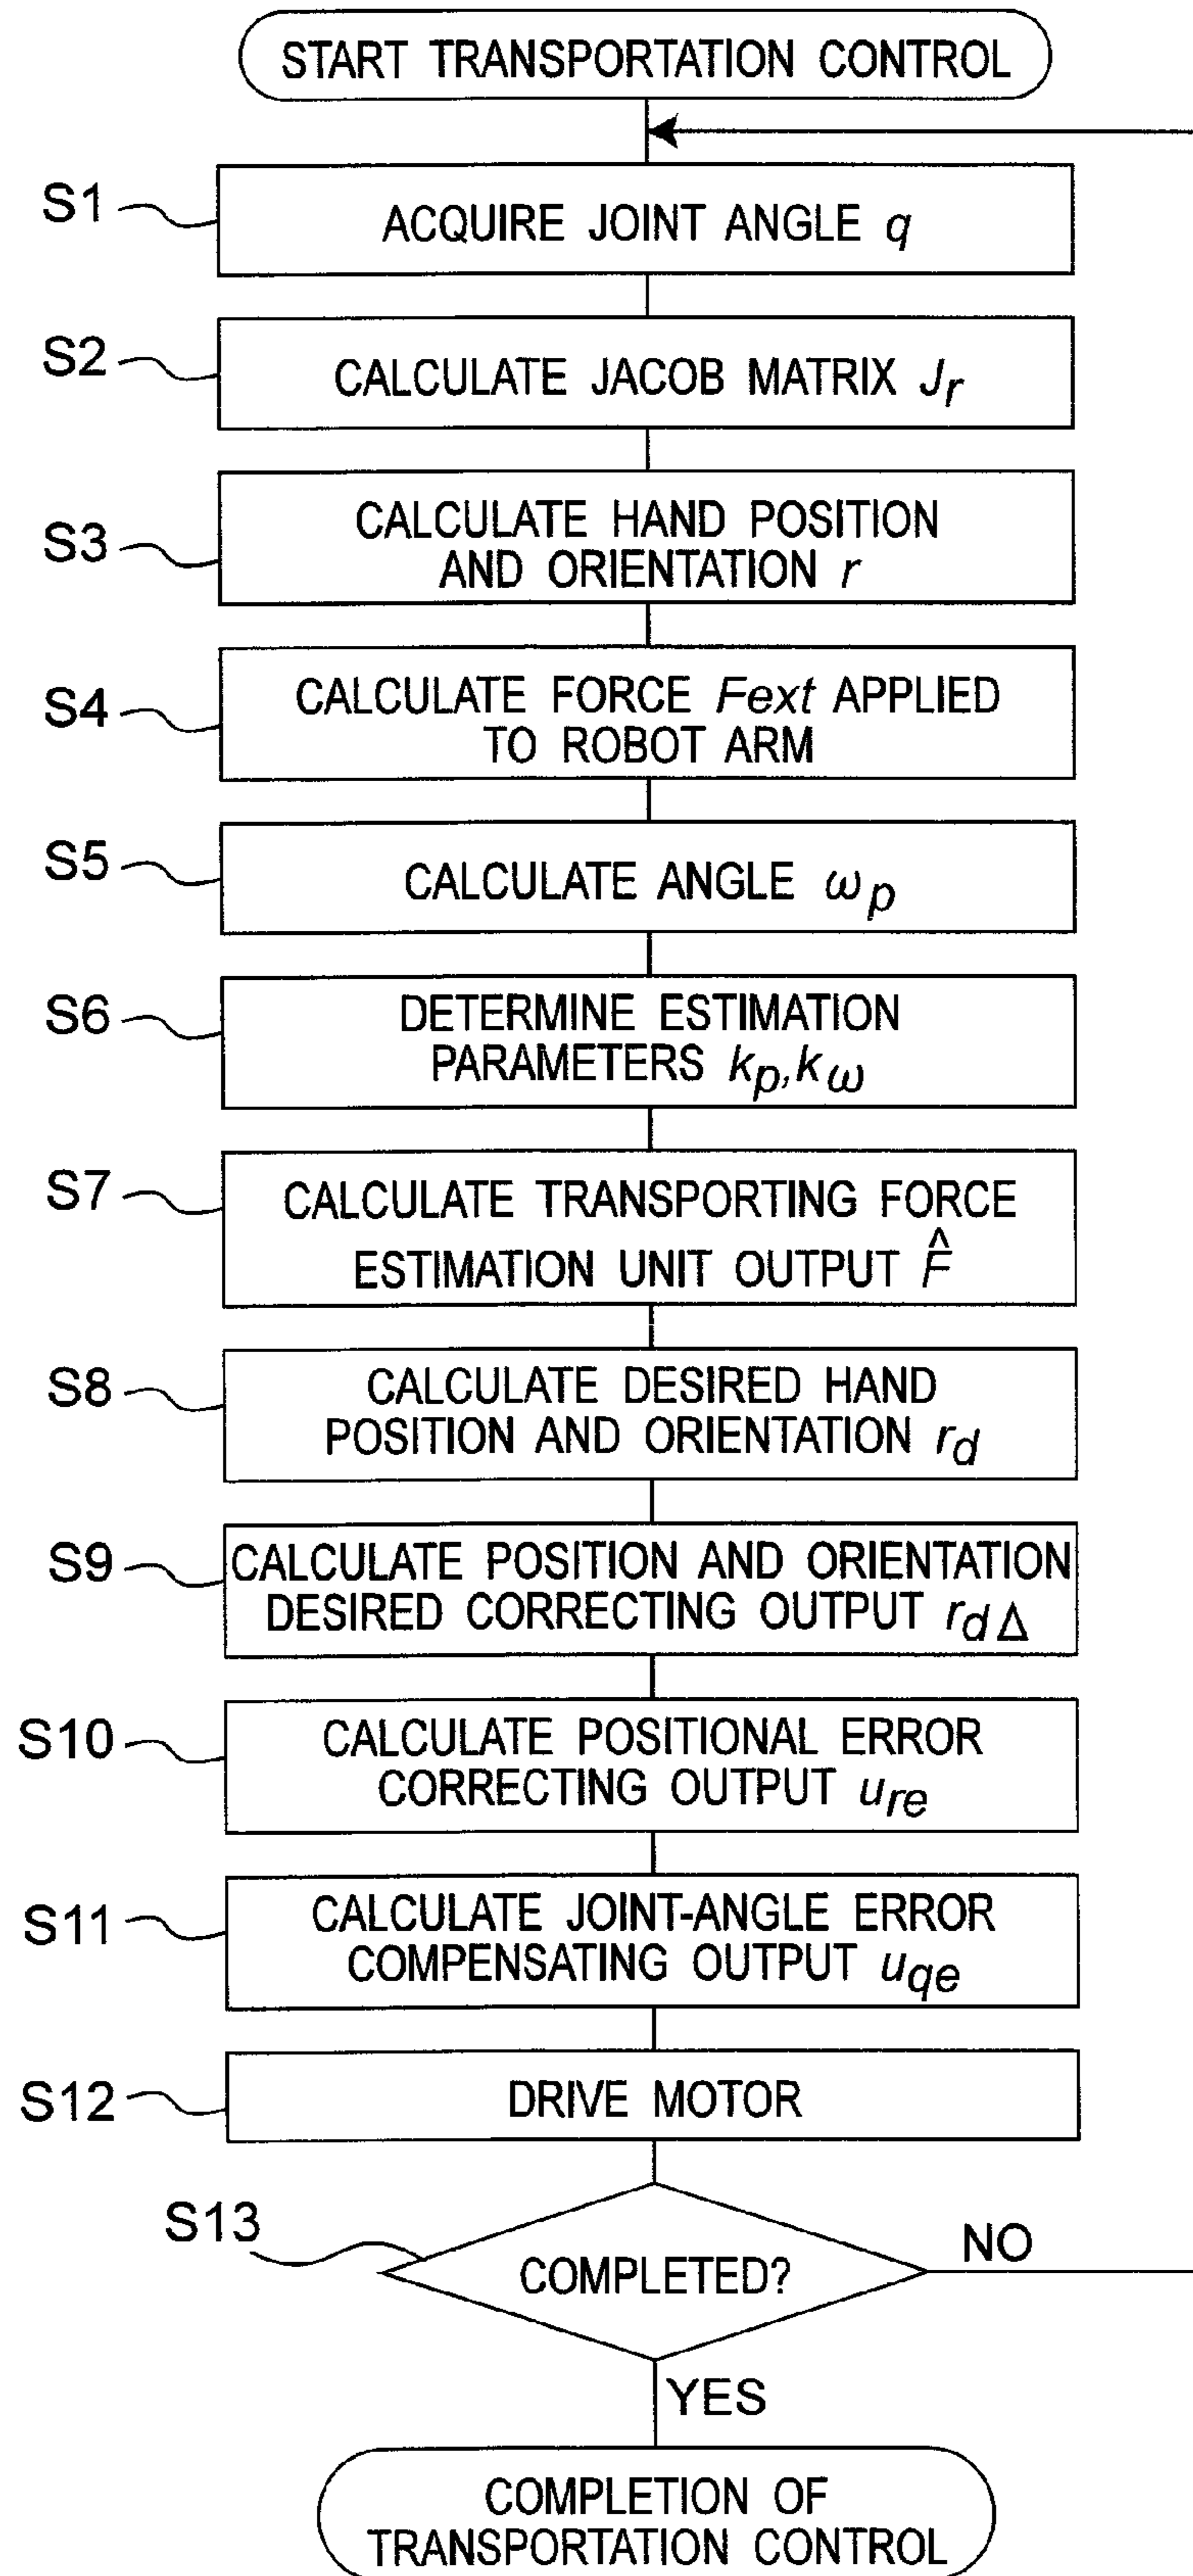 START TRANSPORTATION CONTROL
S1
ACQUIRE JOINT ANGLE q
S2
CALCULATE JACOB MATRIX Jr
S3
CALCULATE HAND POSITION
AND ORIENTATION r
S4
CALCULATE FORCE Fext APPLIED
TO ROBOT ARM
S5
CALCULATE ANGLE ωp
S6
DETERMINE ESTIMATION
PARAMETERS kp,kω
S7
CALCULATE TRANSPORTING FORCE
ESTIMATION UNIT OUTPUT F̂
S8
CALCULATE DESIRED HAND
POSITION AND ORIENTATION rd
S9
CALCULATE POSITION AND ORIENTATION
DESIRED CORRECTING OUTPUT rdΔ
S10
CALCULATE POSITIONAL ERROR
CORRECTING OUTPUT ure
S11
CALCULATE JOINT-ANGLE ERROR
COMPENSATING OUTPUT uqe
S12
DRIVE MOTOR
S13
COMPLETED?
NO
YES
COMPLETION OF
TRANSPORTATION CONTROL